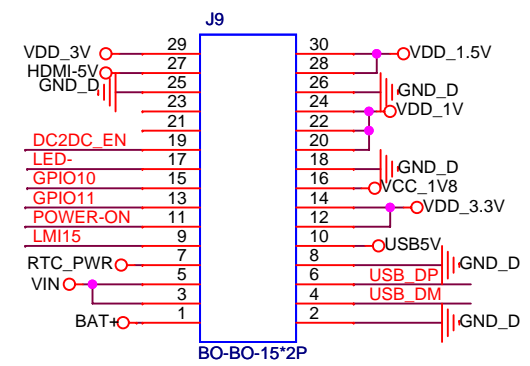 J9
VDD_3V 29 30 VDD_1.5V
HDMI-5V 27 28
GND_D 25 26 GND_D
23 24 VDD_1V
21 22
DC2DC_EN 19 20
LED- 17 18 GND_D
GPIO10 15 16 VCC_1V8
GPIO11 13 14 VDD_3.3V
POWER-ON 11 12
LMI15 9 10 USB5V
RTC_PWR 7 8 GND_D
VIN 5 6 USB_DP
3 4 USB_DM
BAT+ 1 2 GND_D
BO-BO-15*2P